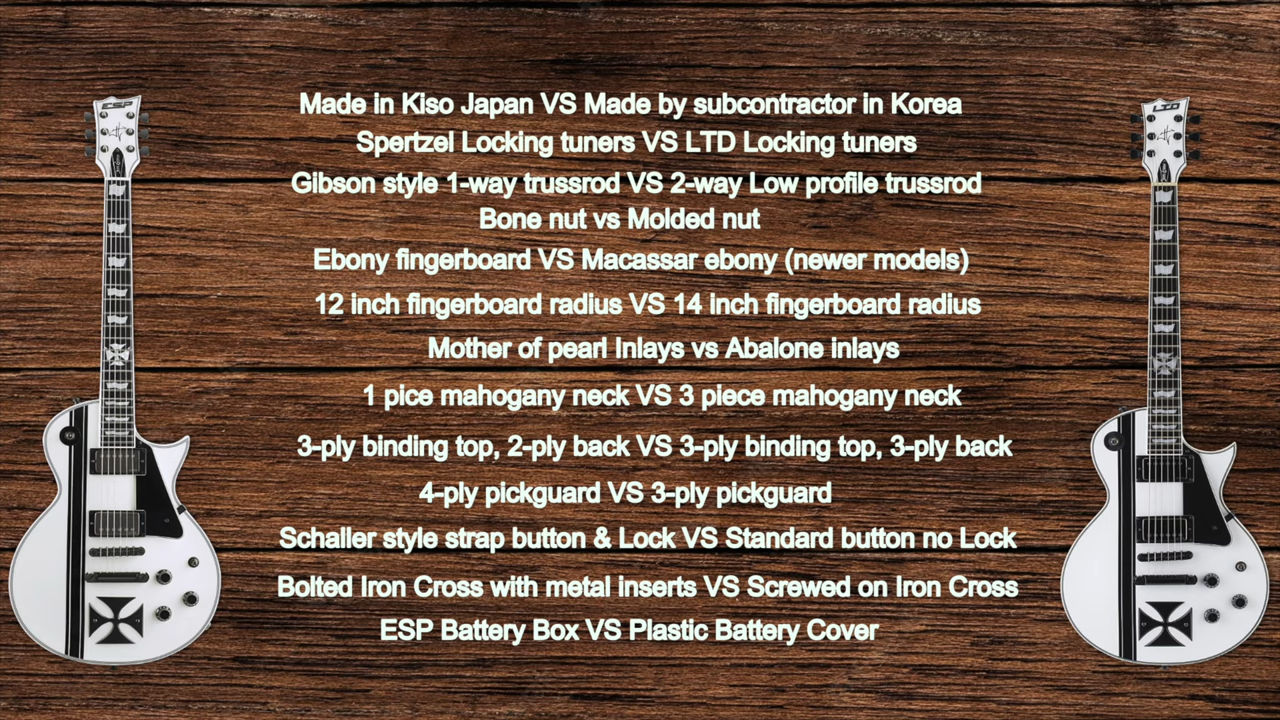 Made in Kiso Japan VS Made by subcontractor in Korea
Spertzel Locking tuners VS LTD Locking tuners
Gibson style 1-way trussrod VS 2-way Low profile trussrod
Bone nut vs Molded nut
Ebony fingerboard VS Macassar ebony (newer models)
12 inch fingerboard radius VS 14 inch fingerboard radius
Mother of pearl Inlays vs Abalone inlays
1 pice mahogany neck VS 3 piece mahogany neck
3-ply binding top, 2-ply back VS 3-ply binding top, 3-ply back
4-ply pickguard VS 3-ply pickguard
Schaller style strap button & Lock VS Standard button no Lock
Bolted Iron Cross with metal inserts VS Screwed on Iron Cross
ESP Battery Box VS Plastic Battery Cover
ESP
LTD